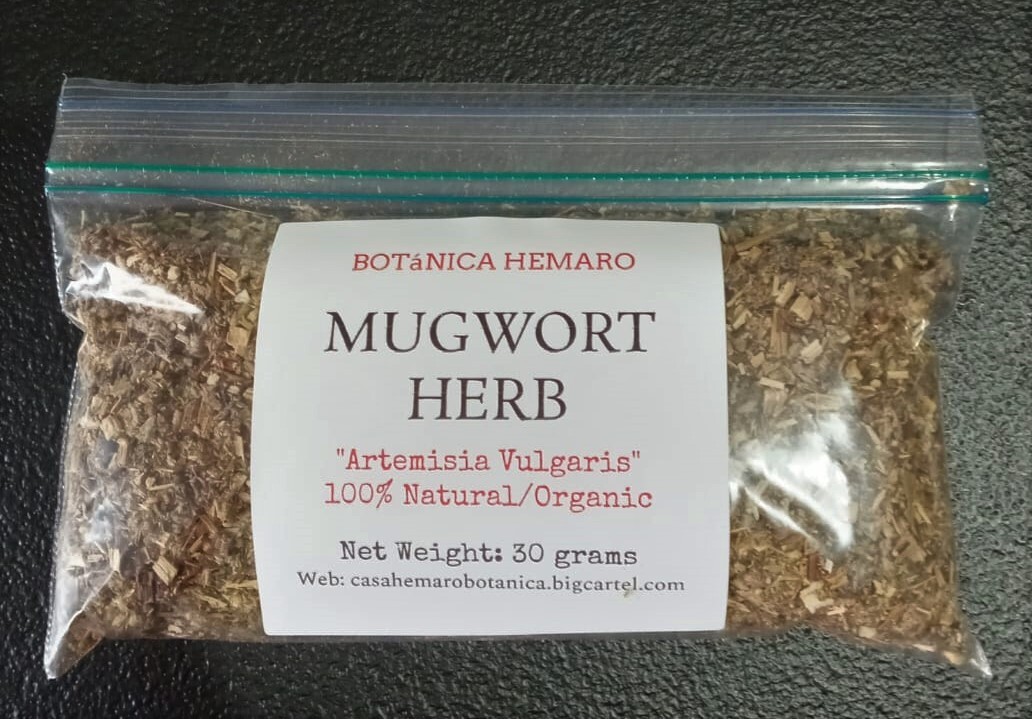 BOTáNICA HEMARO
MUGWORT
HERB
"Artemisia Vulgaris"
100% Natural/Organic
Net Weight: 30 grams
Web: casahemarobotanica.bigcartel.com